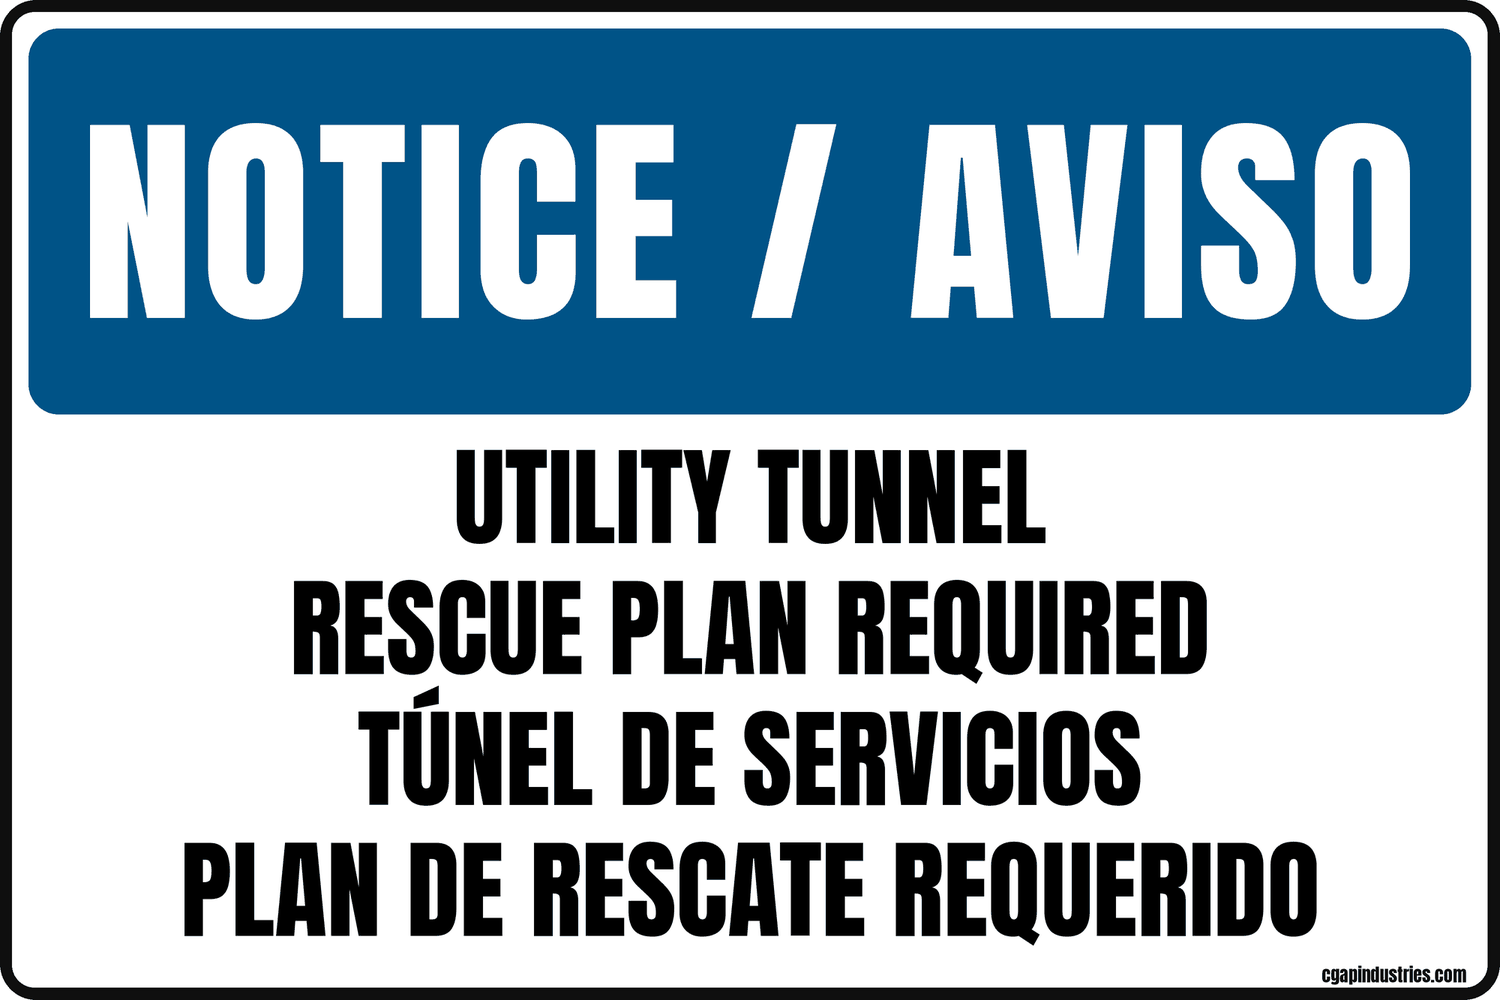 NOTICE / AVISO
UTILITY TUNNEL
RESCUE PLAN REQUIRED
TÚNEL DE SERVICIOS
PLAN DE RESCATE REQUERIDO
cgapindustries.com